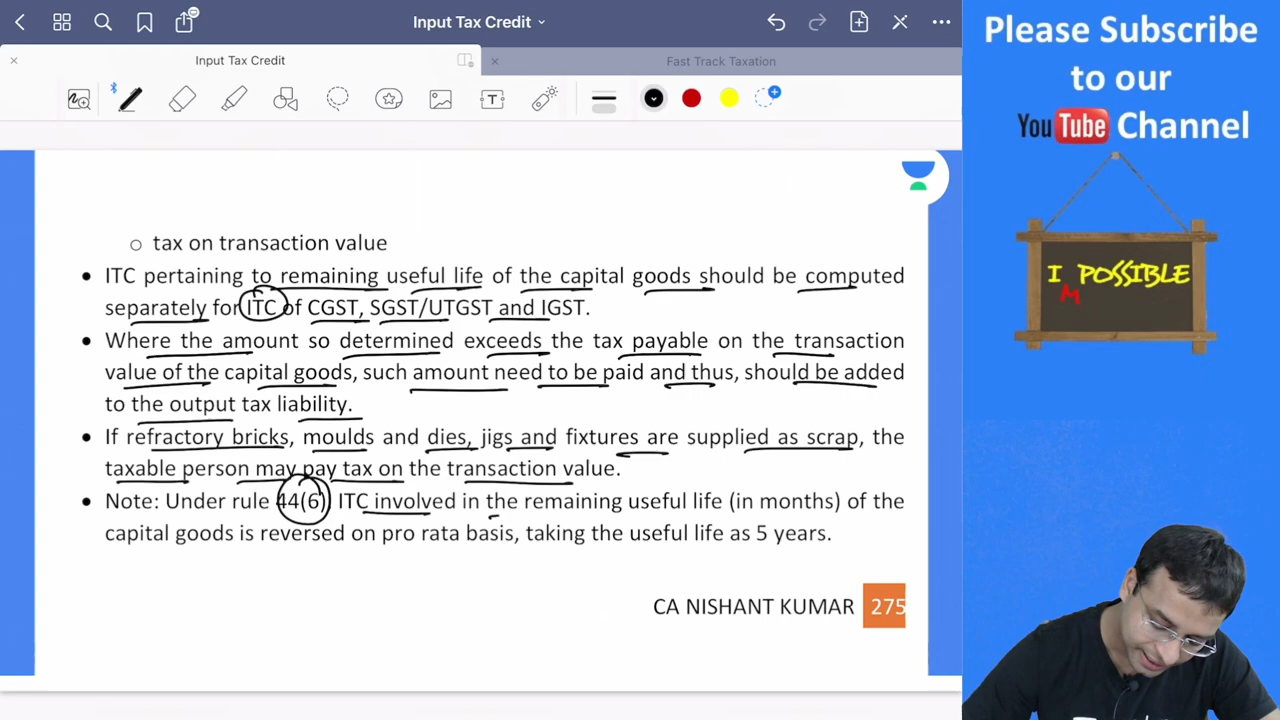 Input Tax Credit
Please Subscribe
to our
YouTube Channel
Input Tax Credit
Fast Track Taxation
tax on transaction value
ITC pertaining to remaining useful life of the capital goods should be computed
separately for ITC of CGST, SGST/UTGST and IGST.
Where the amount so determined exceeds the tax payable on the transaction
value of the capital goods, such amount need to be paid and thus, should be added
to the output tax liability.
If refractory bricks, moulds and dies, jigs and fixtures are supplied as scrap, the
taxable person may pay tax on the transaction value.
Note: Under rule 44(6) ITC involved in the remaining useful life (in months) of the
capital goods is reversed on pro rata basis, taking the useful life as 5 years.
CA NISHANT KUMAR 275
I POSSIBLE
M